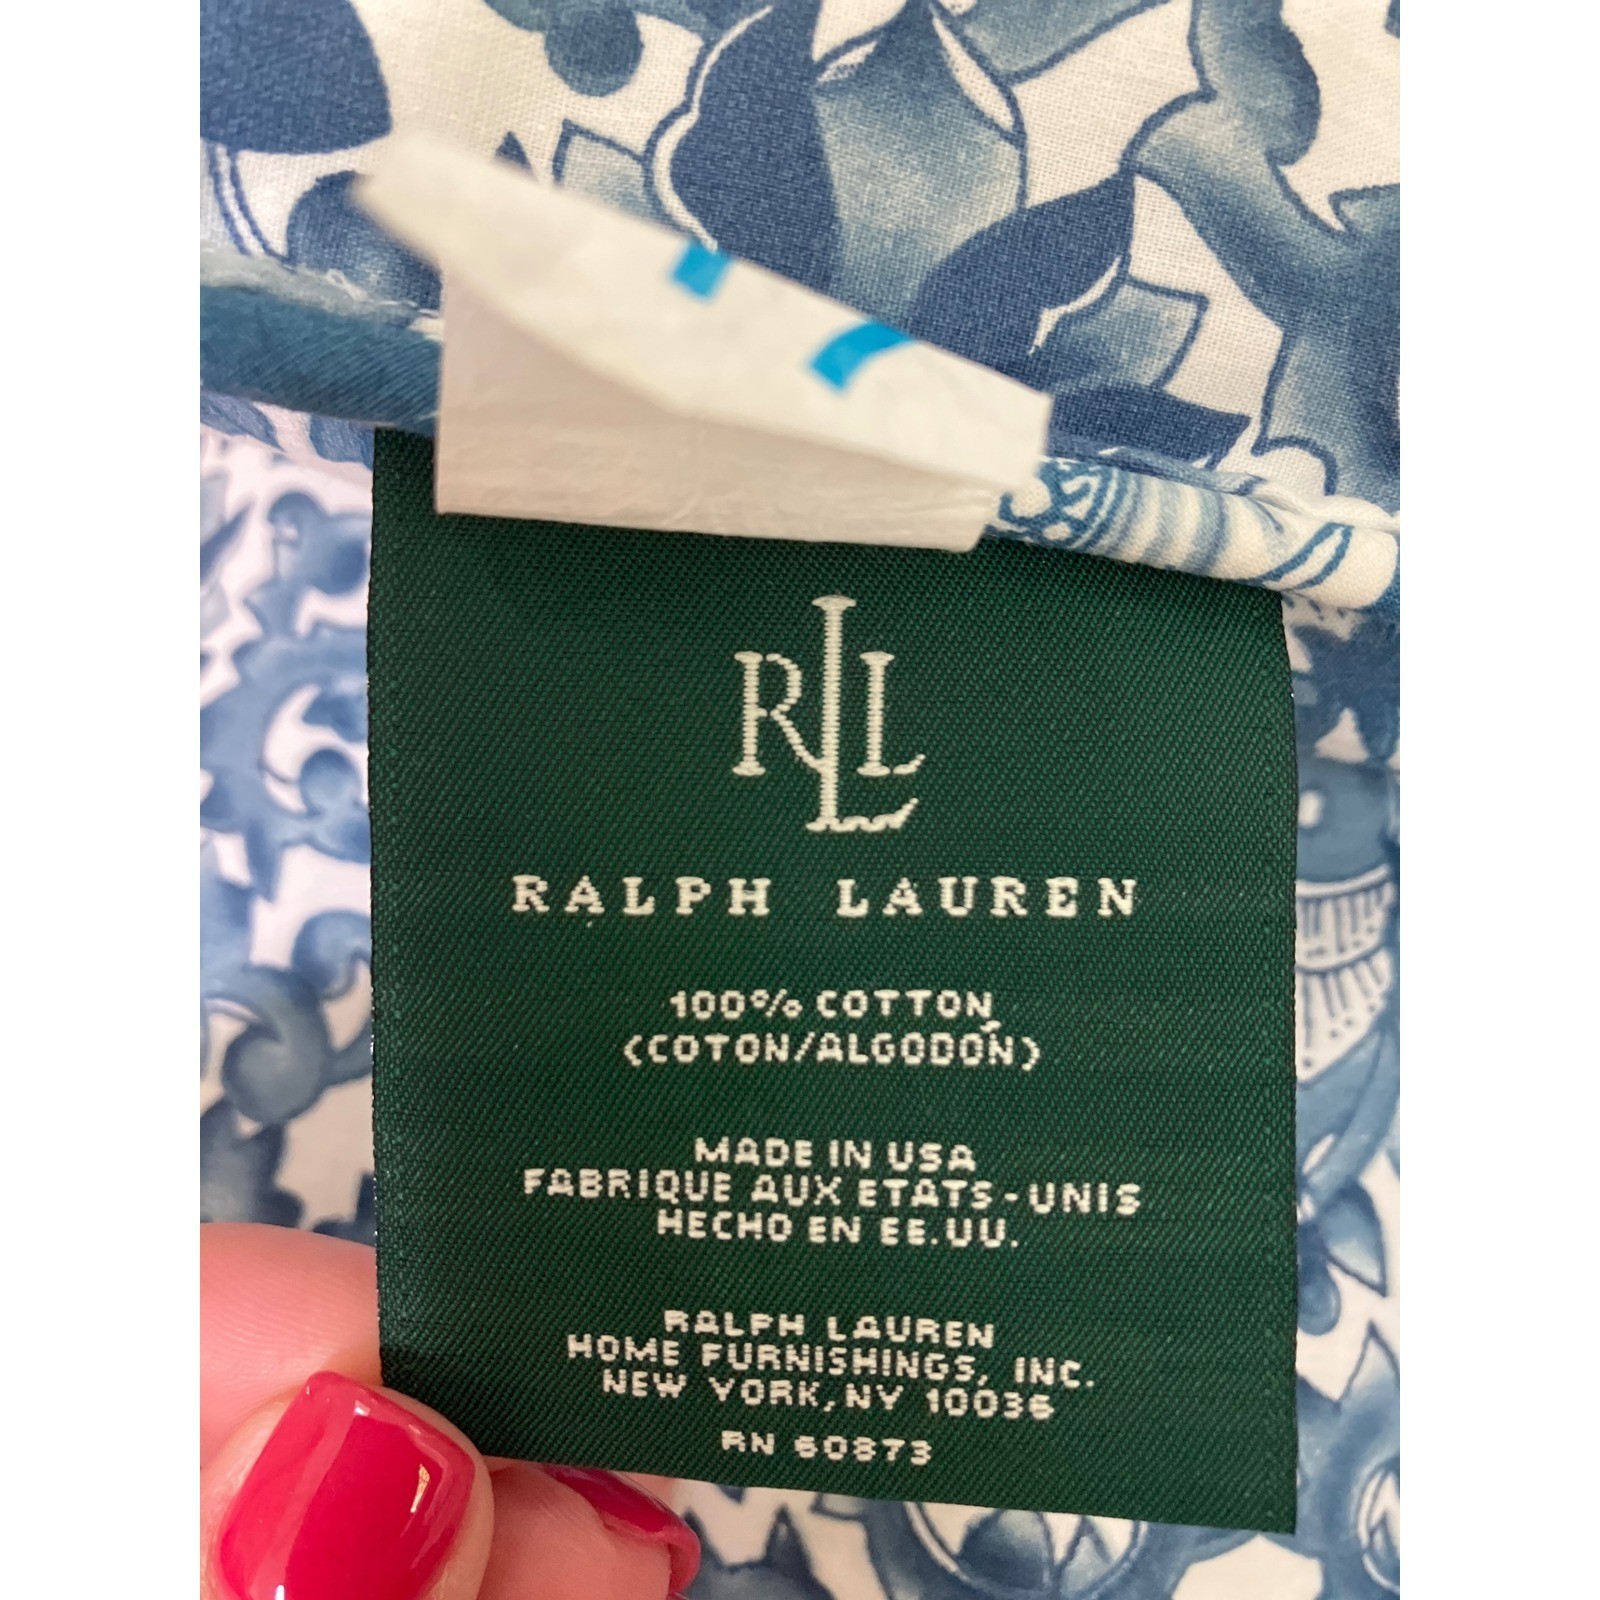 RLL
RALPH LAUREN
100% COTTON
(COTON/ALGODÓN)
MADE IN USA
FABRIQUE AUX ETATS-UNIS
HECHO EN EE.UU.
RALPH LAUREN
HOME FURNISHINGS, INC.
NEW YORK, NY 10036
RN 60873